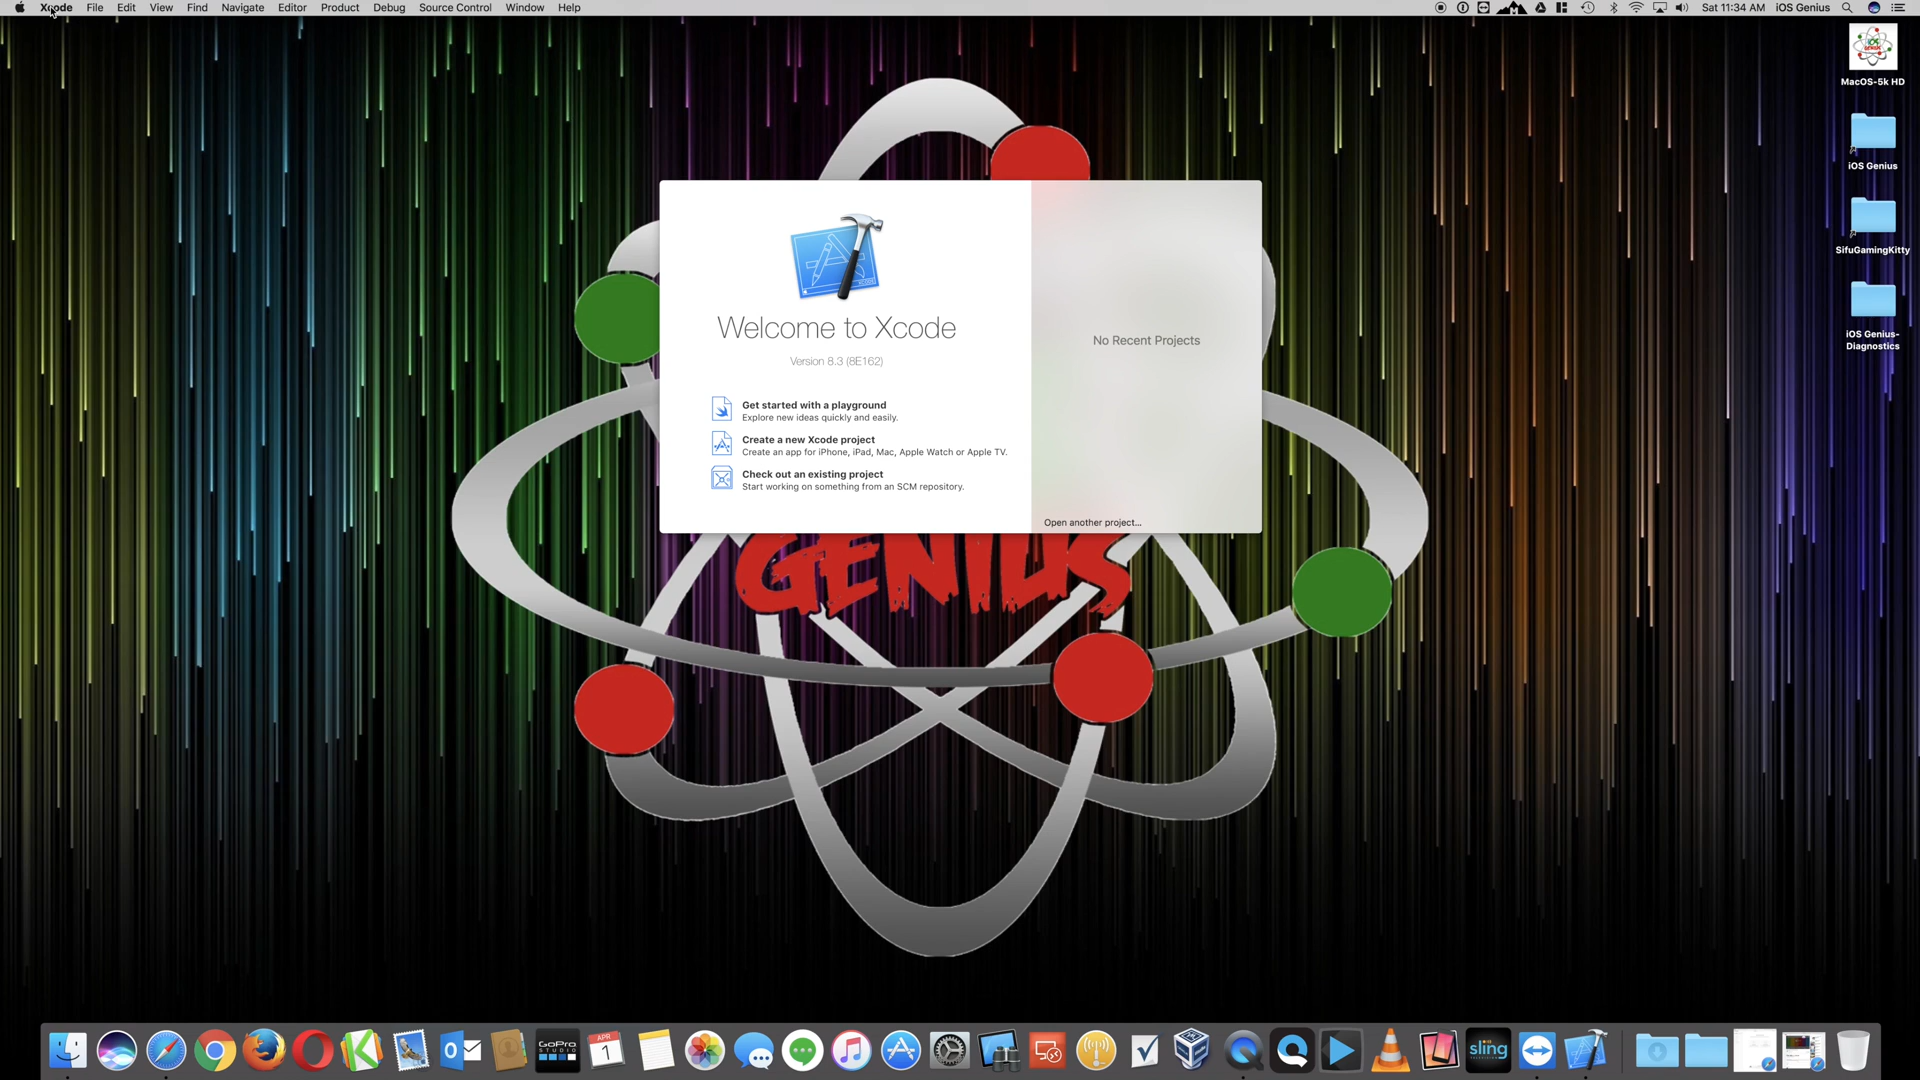 Xcode File Edit View Find Navigate Editor Product Debug Source Control Window Help Sat 11:34 AM iOS Genius
MacOS-5k HD
iOS Genius
SifuGamingKitty
iOS Genius-
Diagnostics
Welcome to Xcode
Version 8.3 (8E162)
Get started with a playground
Explore new ideas quickly and easily.
Create a new Xcode project
Create an app for iPhone, iPad, Mac, Apple Watch or Apple TV.
Check out an existing project
Start working on something from an SCM repository.
No Recent Projects
Open another project...
GENIUS
GoPro
STUDIO
APR
1
sling